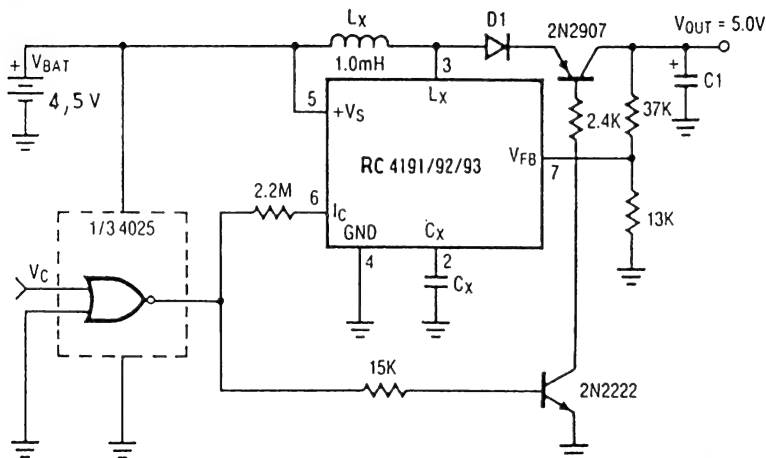 LX
1.0mH
D1
2N2907
VOUT = 5.0V
+
VBAT
4,5 V
3
LX
5
+VS
+
C1
2.4K
37K
RC 4191/92/93
VFB
7
2.2M
6
IC
13K
GND
CX
4
2
CX
1/3 4025
VC
15K
2N2222